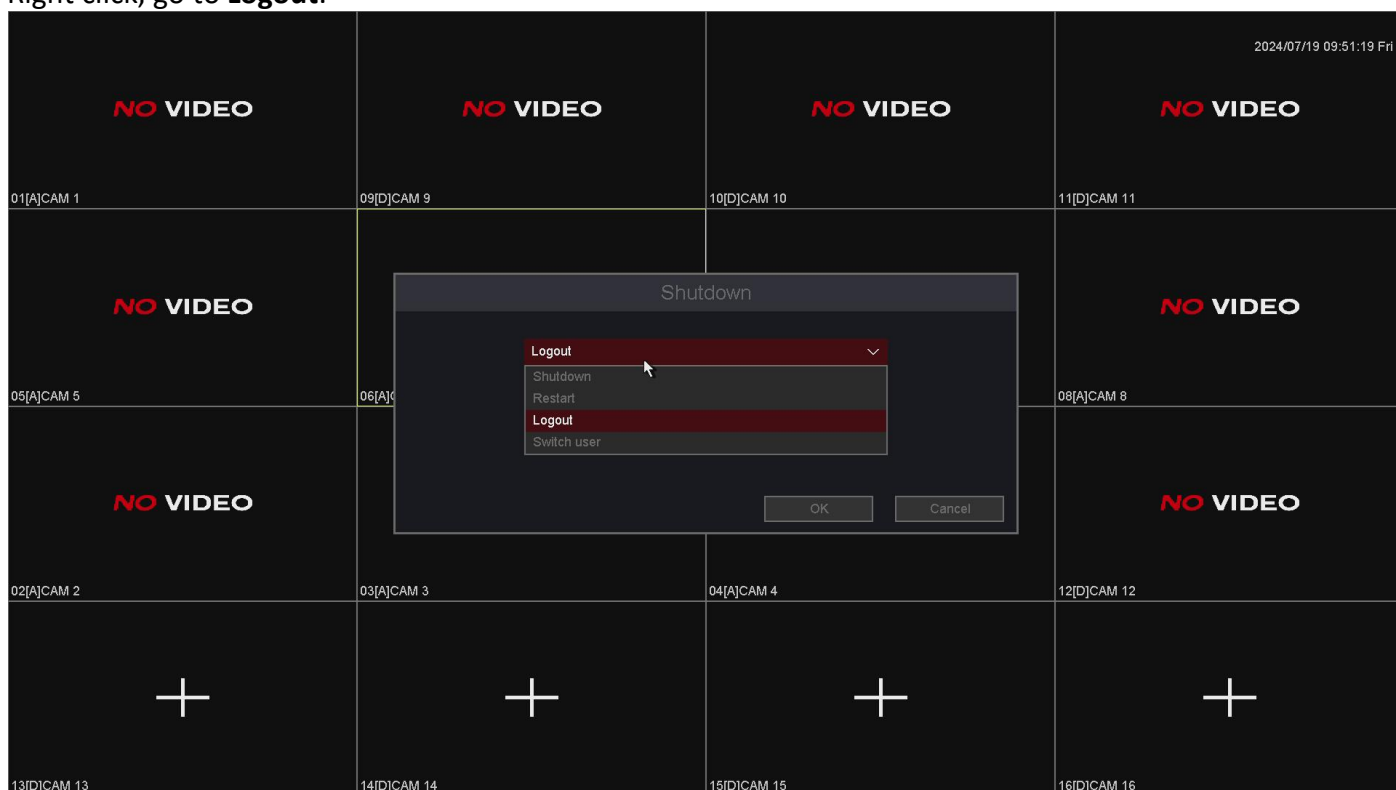 Right click, go to Logout.
2024/07/19 09:51:19 Fri
NO VIDEO NO VIDEO NO VIDEO NO VIDEO
01[A]CAM 1 09[D]CAM 9 10[D]CAM 10 11[D]CAM 11
Shutdown
NO VIDEO NO VIDEO
Logout
Shutdown
Restart
Logout
Switch user
05[A]CAM 5 06[A] 08[A]CAM 8
NO VIDEO NO VIDEO
OK Cancel
02[A]CAM 2 03[A]CAM 3 04[A]CAM 4 12[D]CAM 12
13[D]CAM 13 14[D]CAM 14 15[D]CAM 15 16[D]CAM 16